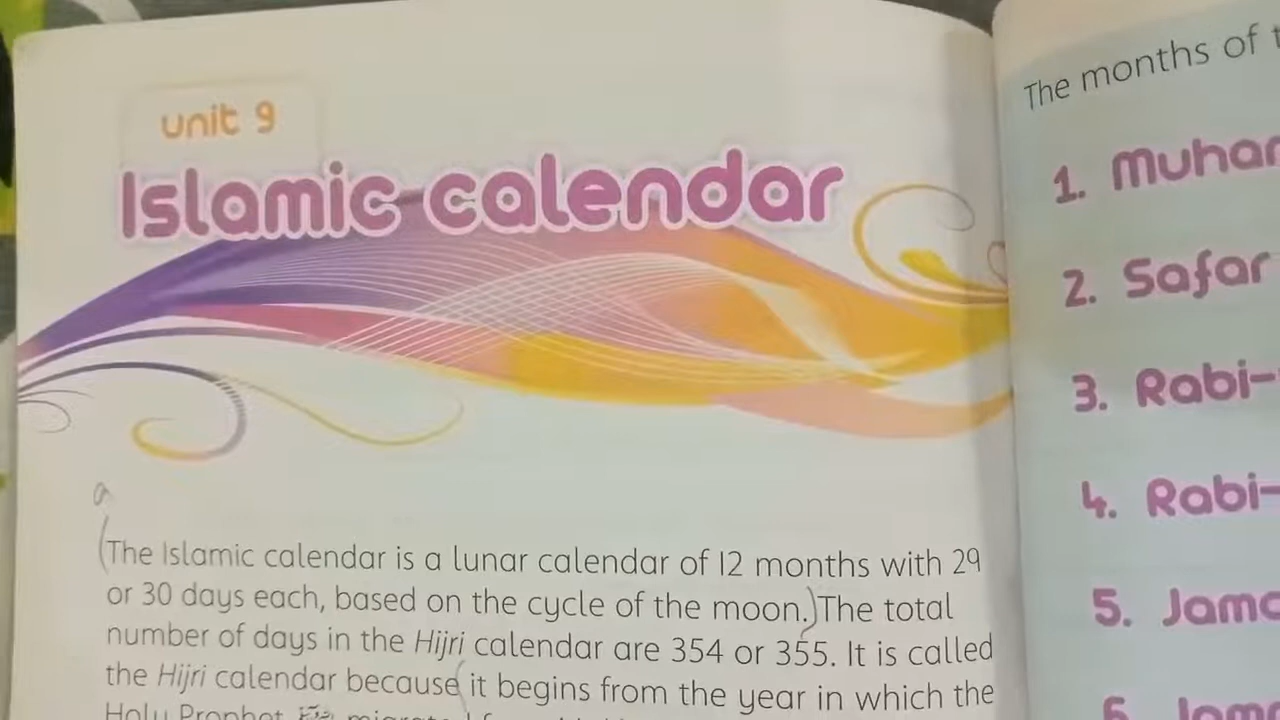 unit 9
Islamic calendar
a
(The Islamic calendar is a lunar calendar of 12 months with 29
or 30 days each, based on the cycle of the moon.) The total
number of days in the Hijri calendar are 354 or 355. It is called
the Hijri calendar because (it begins from the year in which the
Holy Prophet
The months of
1. Muhar
2. Safar
3. Rabi-
4. Rabi-
5. Jama
6.